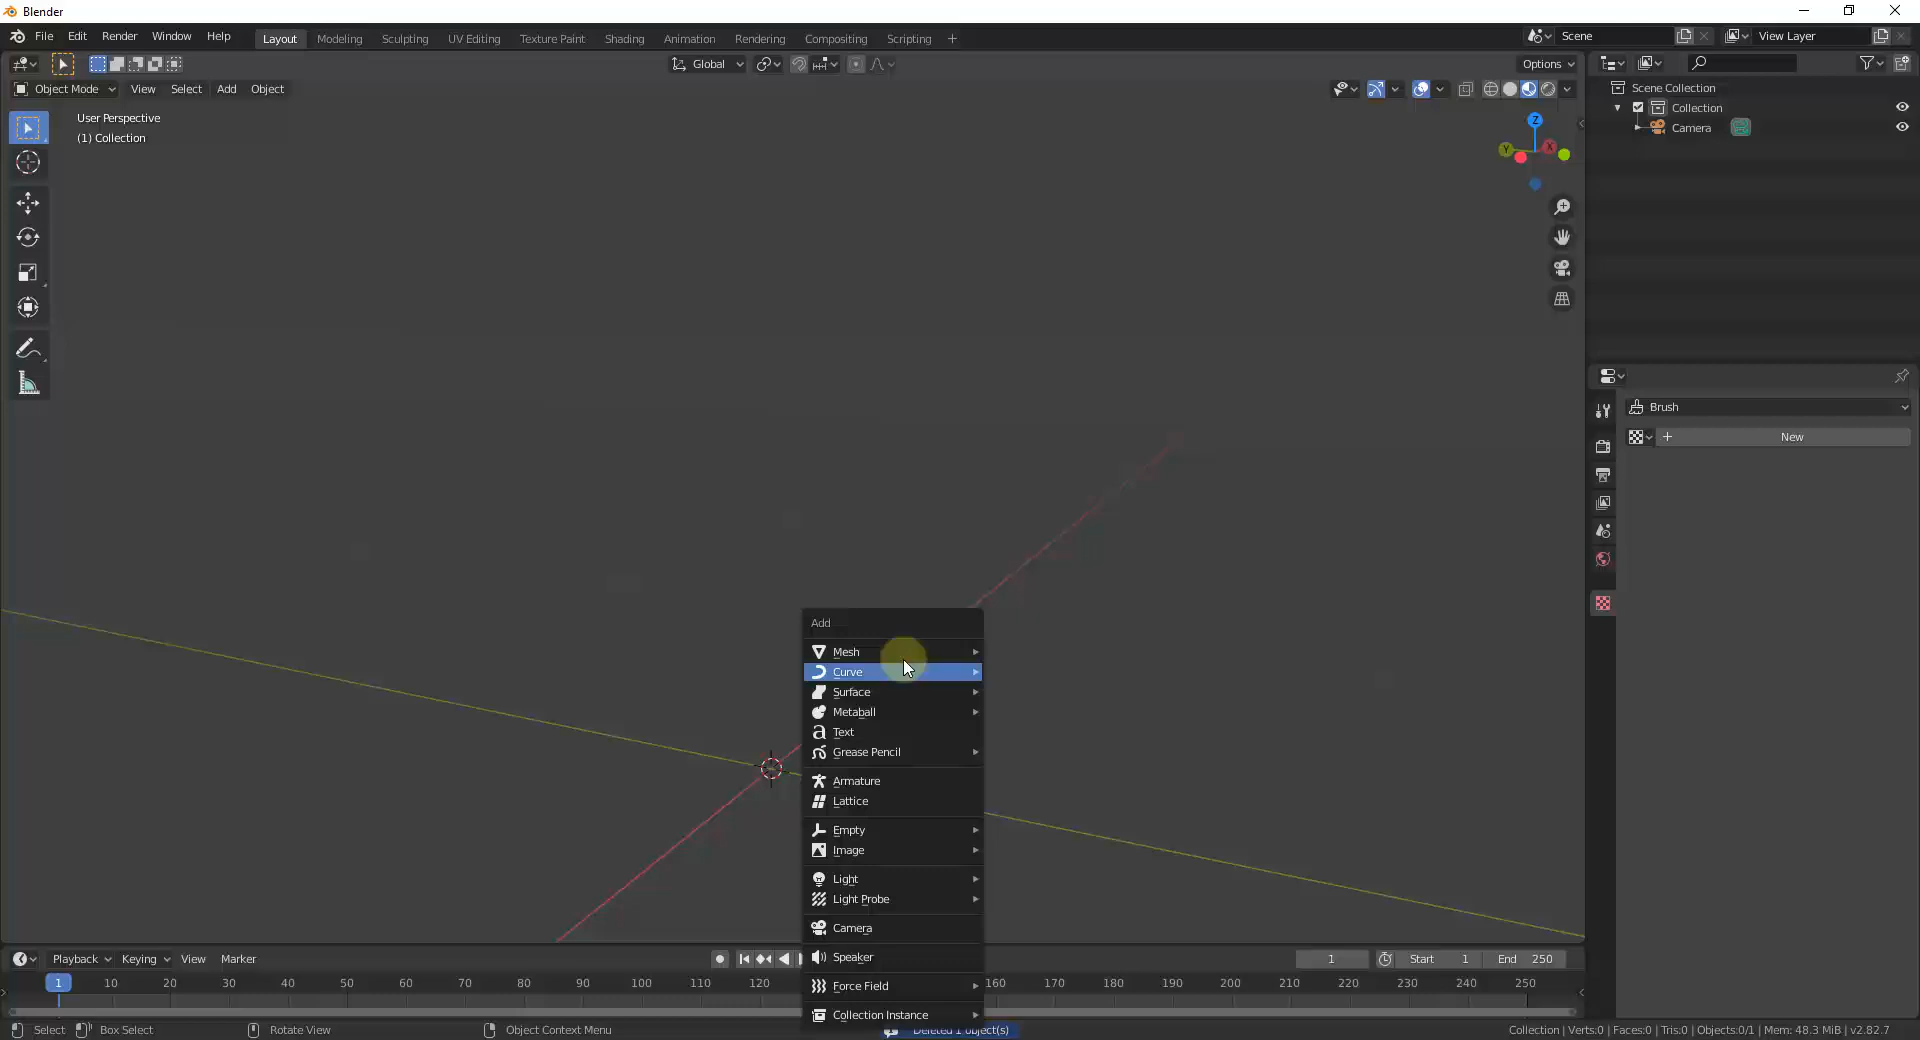 Blender
File Edit Render Window Help
Layout Modeling Sculpting UV Editing Texture Paint Shading Animation Rendering Compositing Scripting +
Scene
View Layer
Global
Options
Object Mode View Select Add Object
User Perspective
(1) Collection
Z
Y
X
Scene Collection
Collection
Camera
Brush
+ New
Add
Mesh
Curve
Surface
Metaball
Text
Grease Pencil
Armature
Lattice
Empty
Image
Light
Light Probe
Camera
Speaker
Force Field
Collection Instance
Playback Keying View Marker
1
Start 1
End 250
1 10 20 30 40 50 60 70 80 90 100 110 120 160 170 180 190 200 210 220 230 240 250
Select Box Select Rotate View Object Context Menu
Deleted 1 object(s)
Collection | Verts:0 | Faces:0 | Tris:0 | Objects:0/1 | Mem: 48.3 MiB | v2.82.7